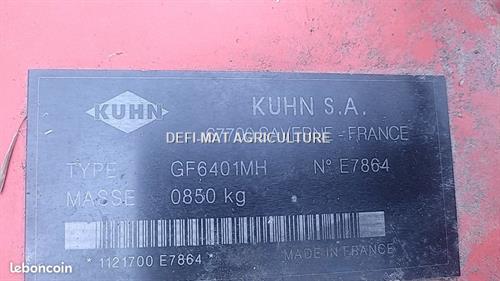 KUHN
KUHN S.A.
67700 SAVERNE - FRANCE
DEFI-MAT AGRICULTURE
TYPE GF6401MH N° E7864
MASSE 0850 kg
* 1121700 E7864 *
MADE IN FRANCE
leboncoin